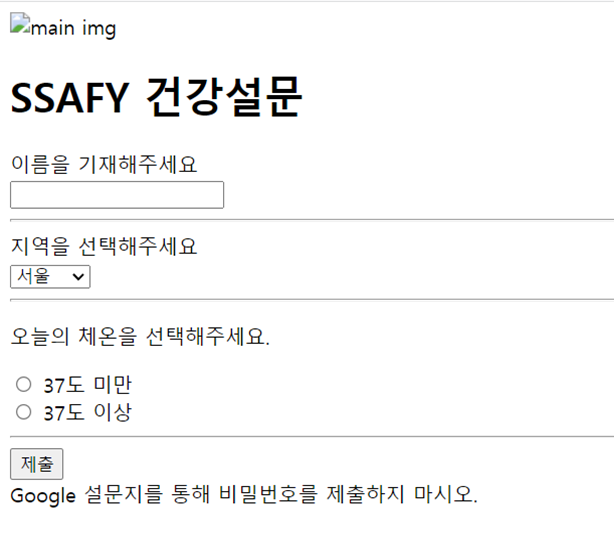 main img
SSAFY 건강설문
이름을 기재해주세요
지역을 선택해주세요
서울
오늘의 체온을 선택해주세요.
37도 미만
37도 이상
제출
Google 설문지를 통해 비밀번호를 제출하지 마시오.